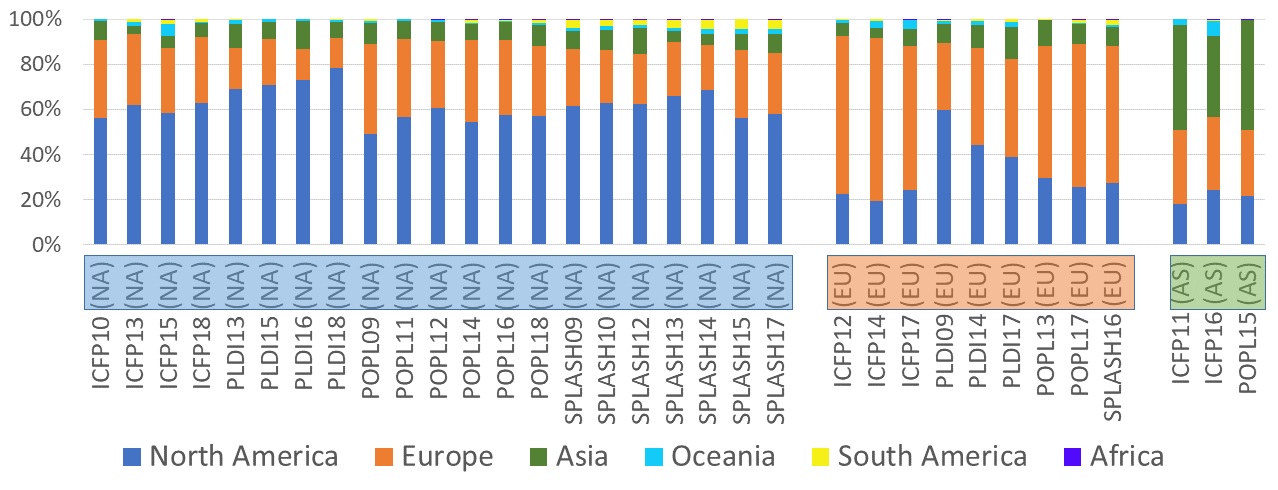 100%
80%
60%
40%
20%
0%
ICFP10 (NA)
ICFP13 (NA)
ICFP15 (NA)
ICFP18 (NA)
PLDI13 (NA)
PLDI15 (NA)
PLDI16 (NA)
PLDI18 (NA)
POPL09 (NA)
POPL11 (NA)
POPL12 (NA)
POPL14 (NA)
POPL16 (NA)
POPL18 (NA)
SPLASH09 (NA)
SPLASH10 (NA)
SPLASH12 (NA)
SPLASH13 (NA)
SPLASH14 (NA)
SPLASH15 (NA)
SPLASH17 (NA)
ICFP12 (EU)
ICFP14 (EU)
ICFP17 (EU)
PLDI09 (EU)
PLDI14 (EU)
PLDI17 (EU)
POPL13 (EU)
POPL17 (EU)
SPLASH16 (EU)
ICFP11 (AS)
ICFP16 (AS)
POPL15 (AS)
North America Europe Asia Oceania South America Africa